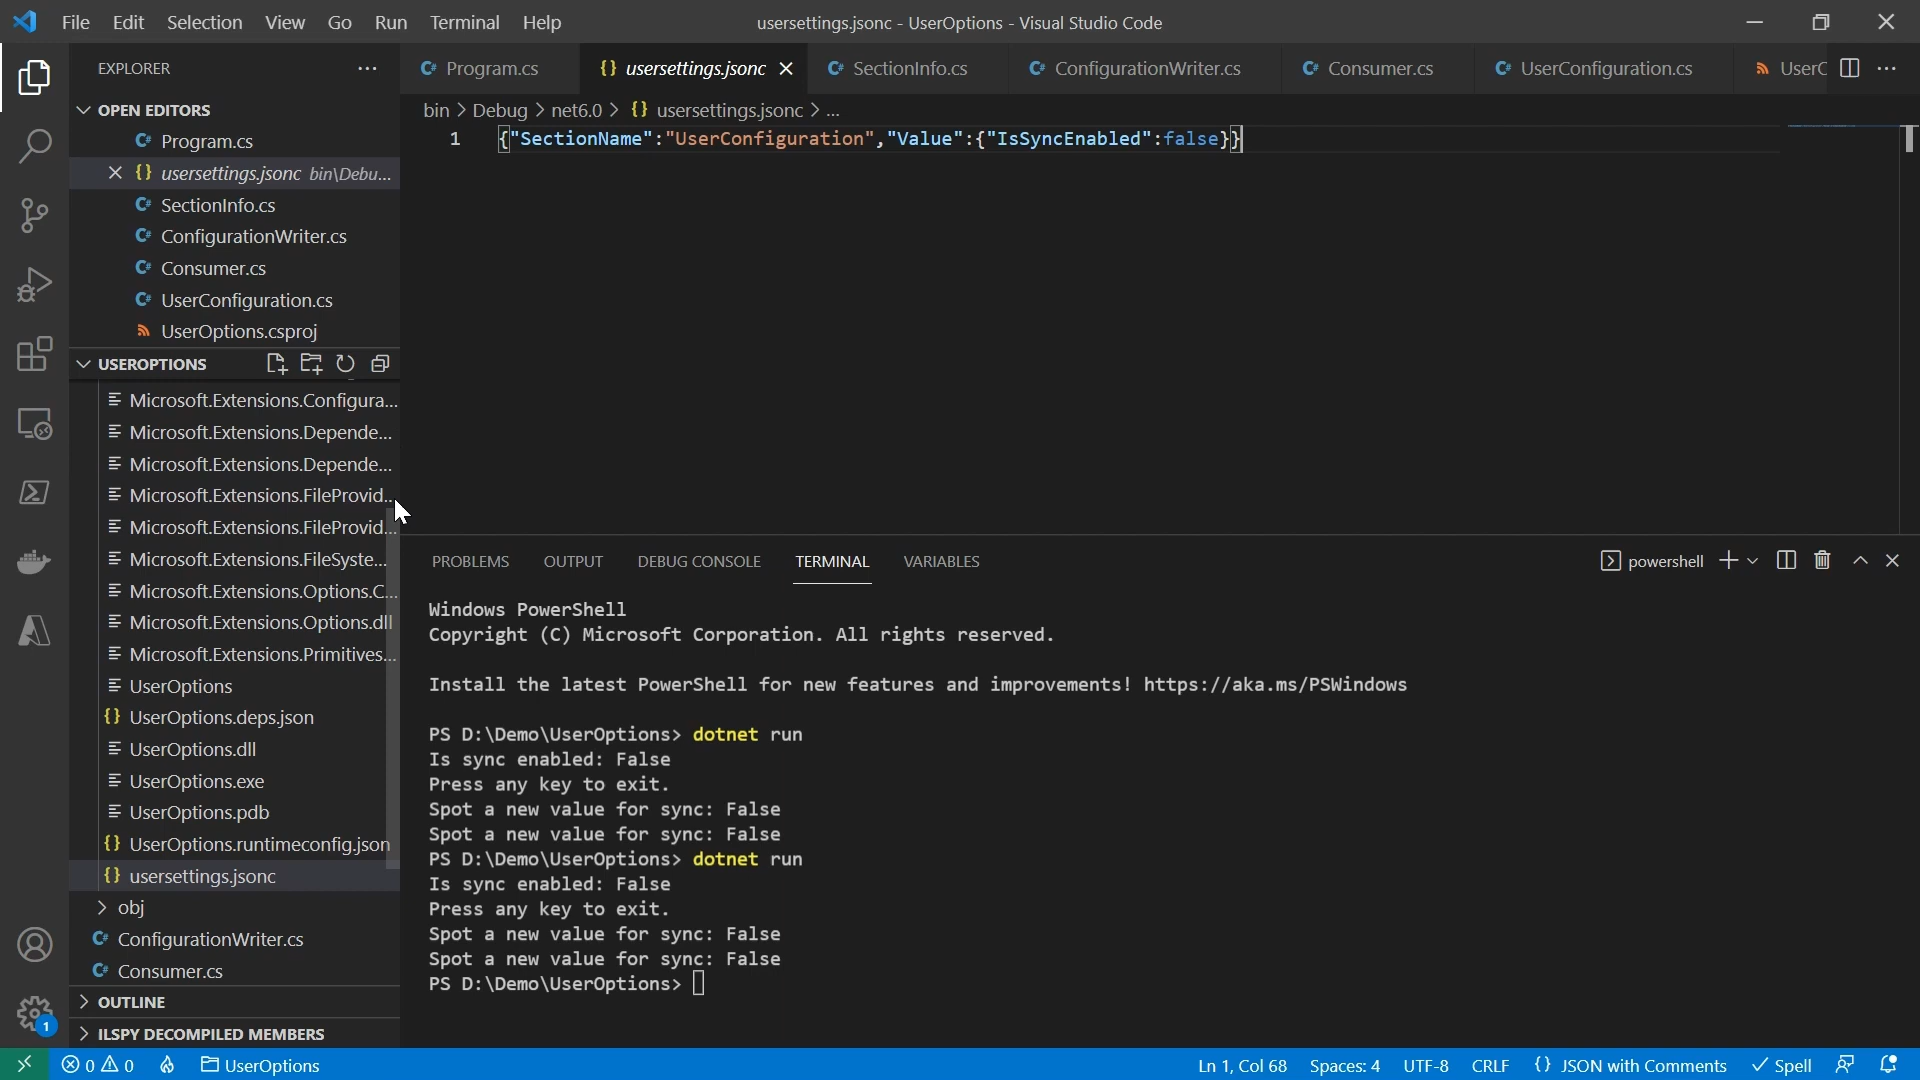 File Edit Selection View Go Run Terminal Help
usersettings.jsonc - UserOptions - Visual Studio Code
EXPLORER
Program.cs
usersettings.jsonc
SectionInfo.cs
ConfigurationWriter.cs
Consumer.cs
UserConfiguration.cs
UserC
OPEN EDITORS
Program.cs
usersettings.jsonc bin\Debu...
SectionInfo.cs
ConfigurationWriter.cs
Consumer.cs
UserConfiguration.cs
UserOptions.csproj
USEROPTIONS
Microsoft.Extensions.Configura...
Microsoft.Extensions.Depende...
Microsoft.Extensions.Depende...
Microsoft.Extensions.FileProvid...
Microsoft.Extensions.FileProvid...
Microsoft.Extensions.FileSyste...
Microsoft.Extensions.Options.C...
Microsoft.Extensions.Options.dll
Microsoft.Extensions.Primitives...
UserOptions
UserOptions.deps.json
UserOptions.dll
UserOptions.exe
UserOptions.pdb
UserOptions.runtimeconfig.json
usersettings.jsonc
obj
ConfigurationWriter.cs
Consumer.cs
OUTLINE
ILSPY DECOMPILED MEMBERS
bin > Debug > net6.0 > {} usersettings.jsonc > ...
1 {"SectionName":"UserConfiguration","Value":{"IsSyncEnabled":false}}
PROBLEMS OUTPUT DEBUG CONSOLE TERMINAL VARIABLES
powershell
Windows PowerShell
Copyright (C) Microsoft Corporation. All rights reserved.
Install the latest PowerShell for new features and improvements! https://aka.ms/PSWindows
PS D:\Demo\UserOptions> dotnet run
Is sync enabled: False
Press any key to exit.
Spot a new value for sync: False
Spot a new value for sync: False
PS D:\Demo\UserOptions> dotnet run
Is sync enabled: False
Press any key to exit.
Spot a new value for sync: False
Spot a new value for sync: False
PS D:\Demo\UserOptions>
1
0 0 UserOptions
Ln 1, Col 68 Spaces: 4 UTF-8 CRLF {} JSON with Comments Spell